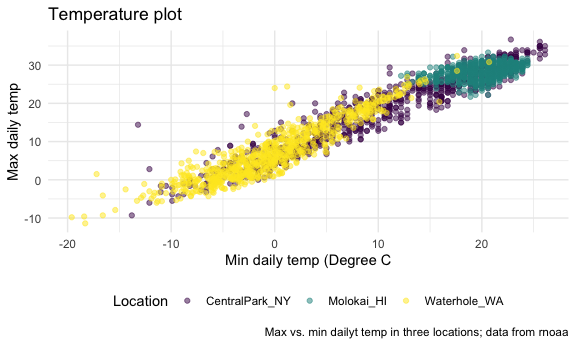 Temperature plot
30
20
10
0
-10
Max daily temp
-20 -10 0 10 20
Min daily temp (Degree C
Location CentralPark_NY Molokai_HI Waterhole_WA
Max vs. min dailyt temp in three locations; data from rnoaa